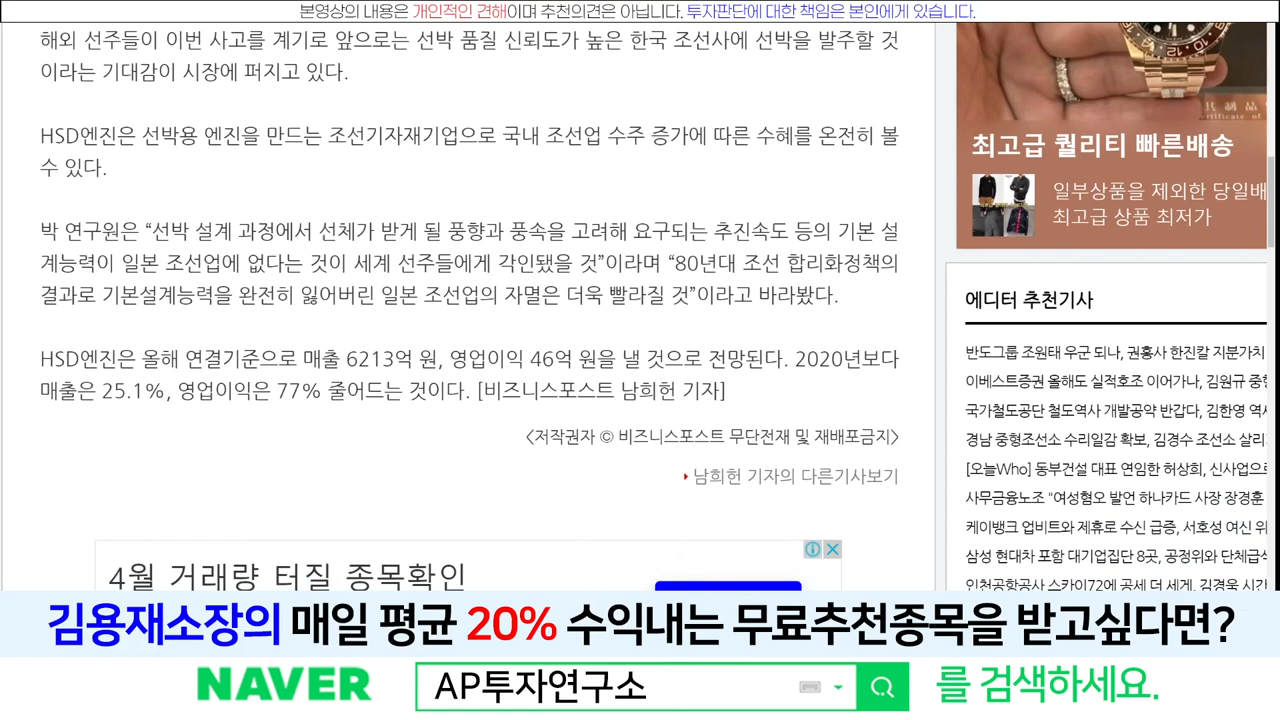 본영상의 내용은 개인적인 견해이며 추천의견은 아닙니다. 투자판단에 대한 책임은 본인에게 있습니다.
해외 선주들이 이번 사고를 계기로 앞으로는 선박 품질 신뢰도가 높은 한국 조선사에 선박을 발주할 것
이라는 기대감이 시장에 퍼지고 있다.
HSD엔진은 선박용 엔진을 만드는 조선기자재기업으로 국내 조선업 수주 증가에 따른 수혜를 온전히 볼
수 있다.
박 연구원은 “선박 설계 과정에서 선체가 받게 될 풍향과 풍속을 고려해 요구되는 추진속도 등의 기본 설
계능력이 일본 조선업에 없다는 것이 세계 선주들에게 각인됐을 것”이라며 “80년대 조선 합리화정책의
결과로 기본설계능력을 완전히 잃어버린 일본 조선업의 자멸은 더욱 빨라질 것”이라고 바라봤다.
HSD엔진은 올해 연결기준으로 매출 6213억 원, 영업이익 46억 원을 낼 것으로 전망된다. 2020년보다
매출은 25.1%, 영업이익은 77% 줄어드는 것이다. [비즈니스포스트 남희헌 기자]
<저작권자 © 비즈니스포스트 무단전재 및 재배포금지>
남희헌 기자의 다른기사보기
4월 거래량 터질 종목확인
최고급 퀄리티 빠른배송
일부상품을 제외한 당일배
최고급 상품 최저가
에디터 추천기사
반도그룹 조원태 우군 되나, 권홍사 한진칼 지분가치
이베스트증권 올해도 실적호조 이어가나, 김원규 중형
국가철도공단 철도역사 개발공약 반갑다, 김한영 역시
경남 중형조선소 수리일감 확보, 김경수 조선소 살리
[오늘Who] 동부건설 대표 연임한 허상희, 신사업으로
사무금융노조 "여성혐오 발언 하나카드 사장 장경훈
케이뱅크 업비트와 제휴로 수신 급증, 서호성 여신 위
삼성 현대차 포함 대기업집단 8곳, 공정위와 단체급식
인천공항공사 스카이72에 공세 더 세게, 김경욱 시간
김용재소장의 매일 평균 20% 수익내는 무료추천종목을 받고싶다면?
NAVER AP투자연구소 를 검색하세요.